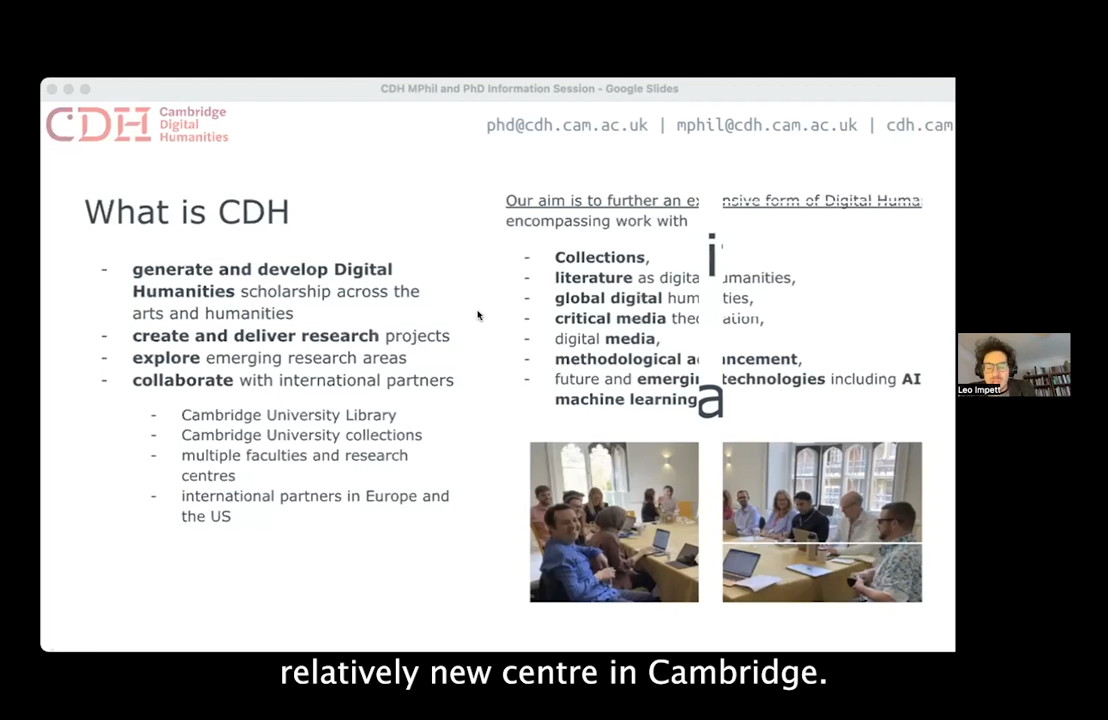 CDH MPhil and PhD Information Session - Google Slides
CDH
Cambridge
Digital
Humanities
phd@cdh.cam.ac.uk | mphil@cdh.cam.ac.uk | cdh.cam
What is CDH
- generate and develop Digital
Humanities scholarship across the
arts and humanities
- create and deliver research projects
- explore emerging research areas
- collaborate with international partners
- Cambridge University Library
- Cambridge University collections
- multiple faculties and research
centres
- international partners in Europe and
the US
Our aim is to further an ex nsive form of Digital Huma
encompassing work with
i
- Collections,
- literature as digita umanities,
- global digital hum ties,
- critical media theo ation,
- digital media,
- methodological a ncement,
- future and emergin technologies including AI
machine learning
a
Leo Impett
relatively new centre in Cambridge.